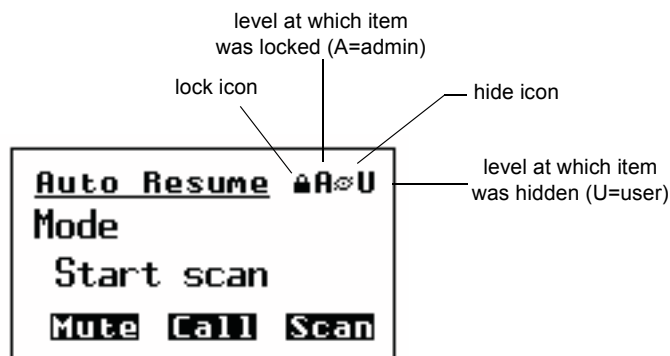 level at which item
was locked (A=admin)
lock icon
hide icon
level at which item
was hidden (U=user)
Auto Resume A U
Mode
Start scan
Mute Call Scan